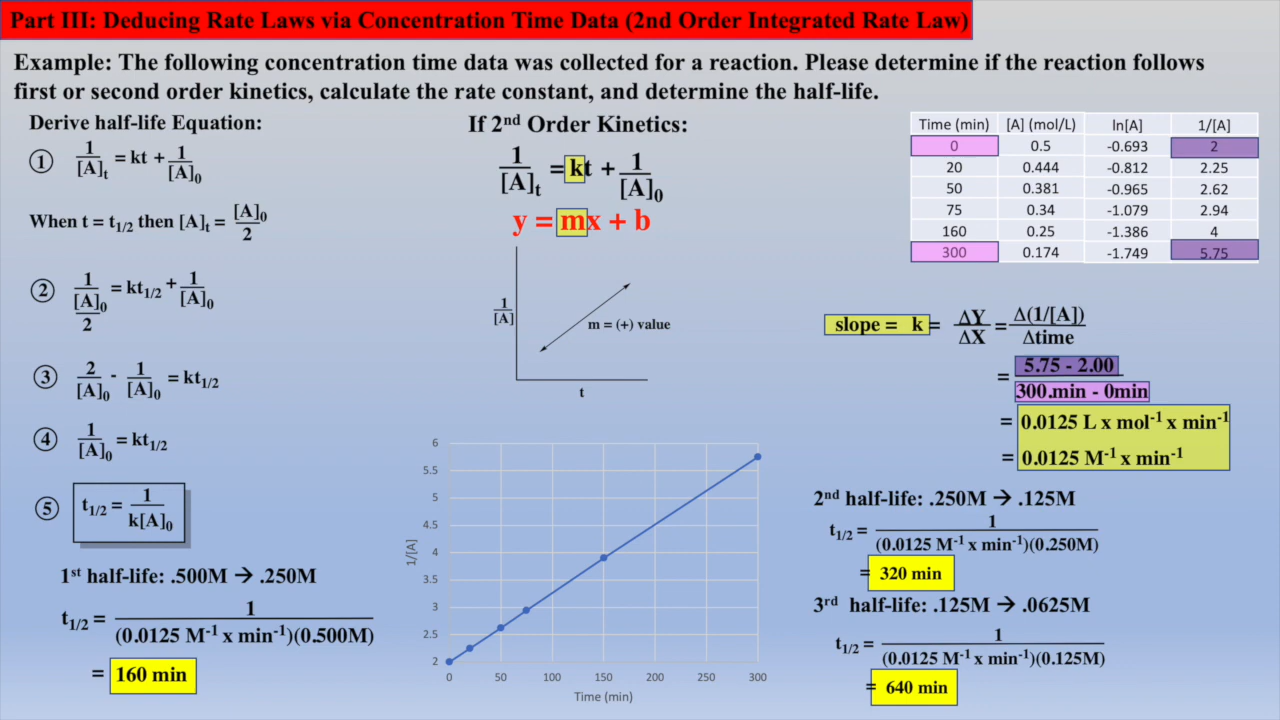 Part III: Deducing Rate Laws via Concentration Time Data (2nd Order Integrated Rate Law)
Example: The following concentration time data was collected for a reaction. Please determine if the reaction follows
first or second order kinetics, calculate the rate constant, and determine the half-life.
Derive half-life Equation:
① 1/[A]t = kt + 1/[A]0
When t = t1/2 then [A]t = [A]0/2
② 1/([A]0/2) = kt1/2 + 1/[A]0
③ 2/[A]0 - 1/[A]0 = kt1/2
④ 1/[A]0 = kt1/2
⑤ t1/2 = 1/k[A]0
1st half-life: .500M → .250M
t1/2 = 1/(0.0125 M-1 x min-1)(0.500M)
= 160 min
If 2nd Order Kinetics:
1/[A]t = kt + 1/[A]0
y = mx + b
1/[A]
m = (+) value
t
6
5.5
5
4.5
4
3.5
3
2.5
2
1/[A]
0 50 100 150 200 250 300
Time (min)
Time (min) [A] (mol/L) ln[A] 1/[A]
0 0.5 -0.693 2
20 0.444 -0.812 2.25
50 0.381 -0.965 2.62
75 0.34 -1.079 2.94
160 0.25 -1.386 4
300 0.174 -1.749 5.75
slope = k = ΔY/ΔX = Δ(1/[A])/Δtime
= 5.75 - 2.00/300.min - 0min
= 0.0125 L x mol-1 x min-1
= 0.0125 M-1 x min-1
2nd half-life: .250M → .125M
t1/2 = 1/(0.0125 M-1 x min-1)(0.250M)
= 320 min
3rd half-life: .125M → .0625M
t1/2 = 1/(0.0125 M-1 x min-1)(0.125M)
= 640 min